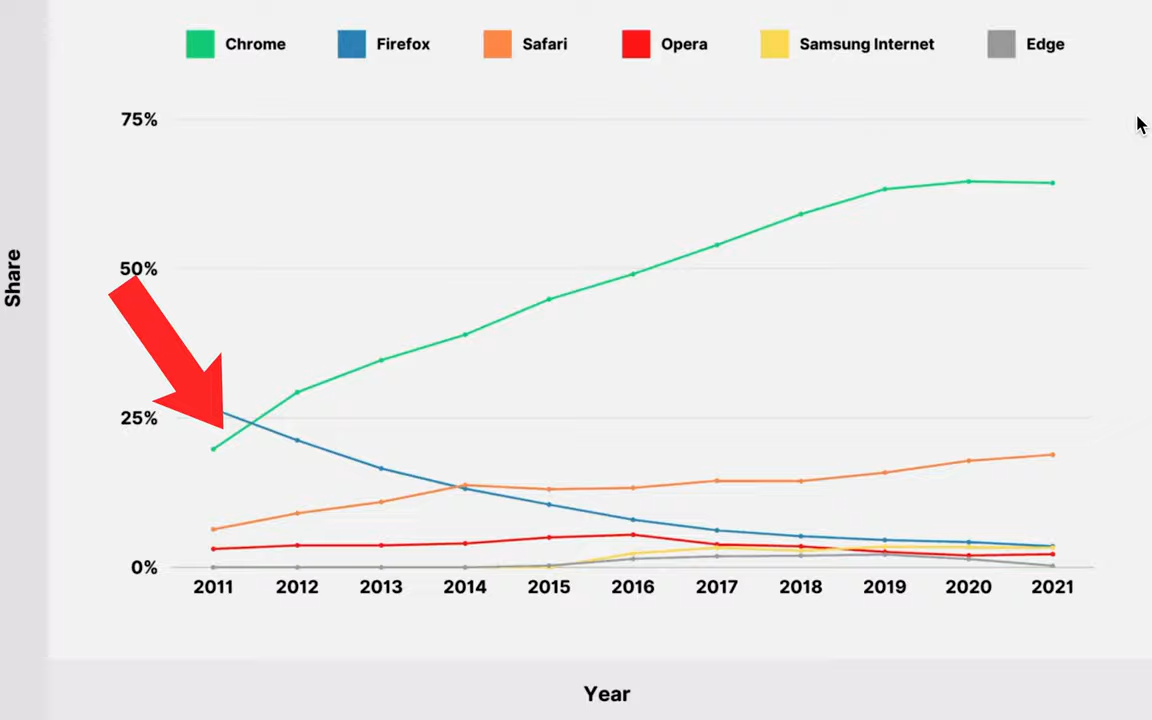 Chrome Firefox Safari Opera Samsung Internet Edge
75%
50%
25%
0%
Share
2011 2012 2013 2014 2015 2016 2017 2018 2019 2020 2021
Year